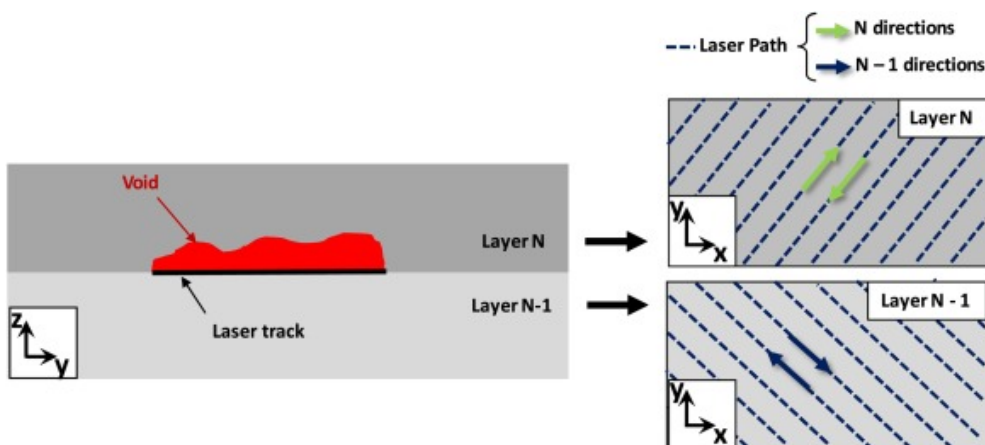 Laser Path
N directions
N – 1 directions
Void
Layer N
Layer N-1
Laser track
z
y
Layer N
y
x
Layer N - 1
y
x